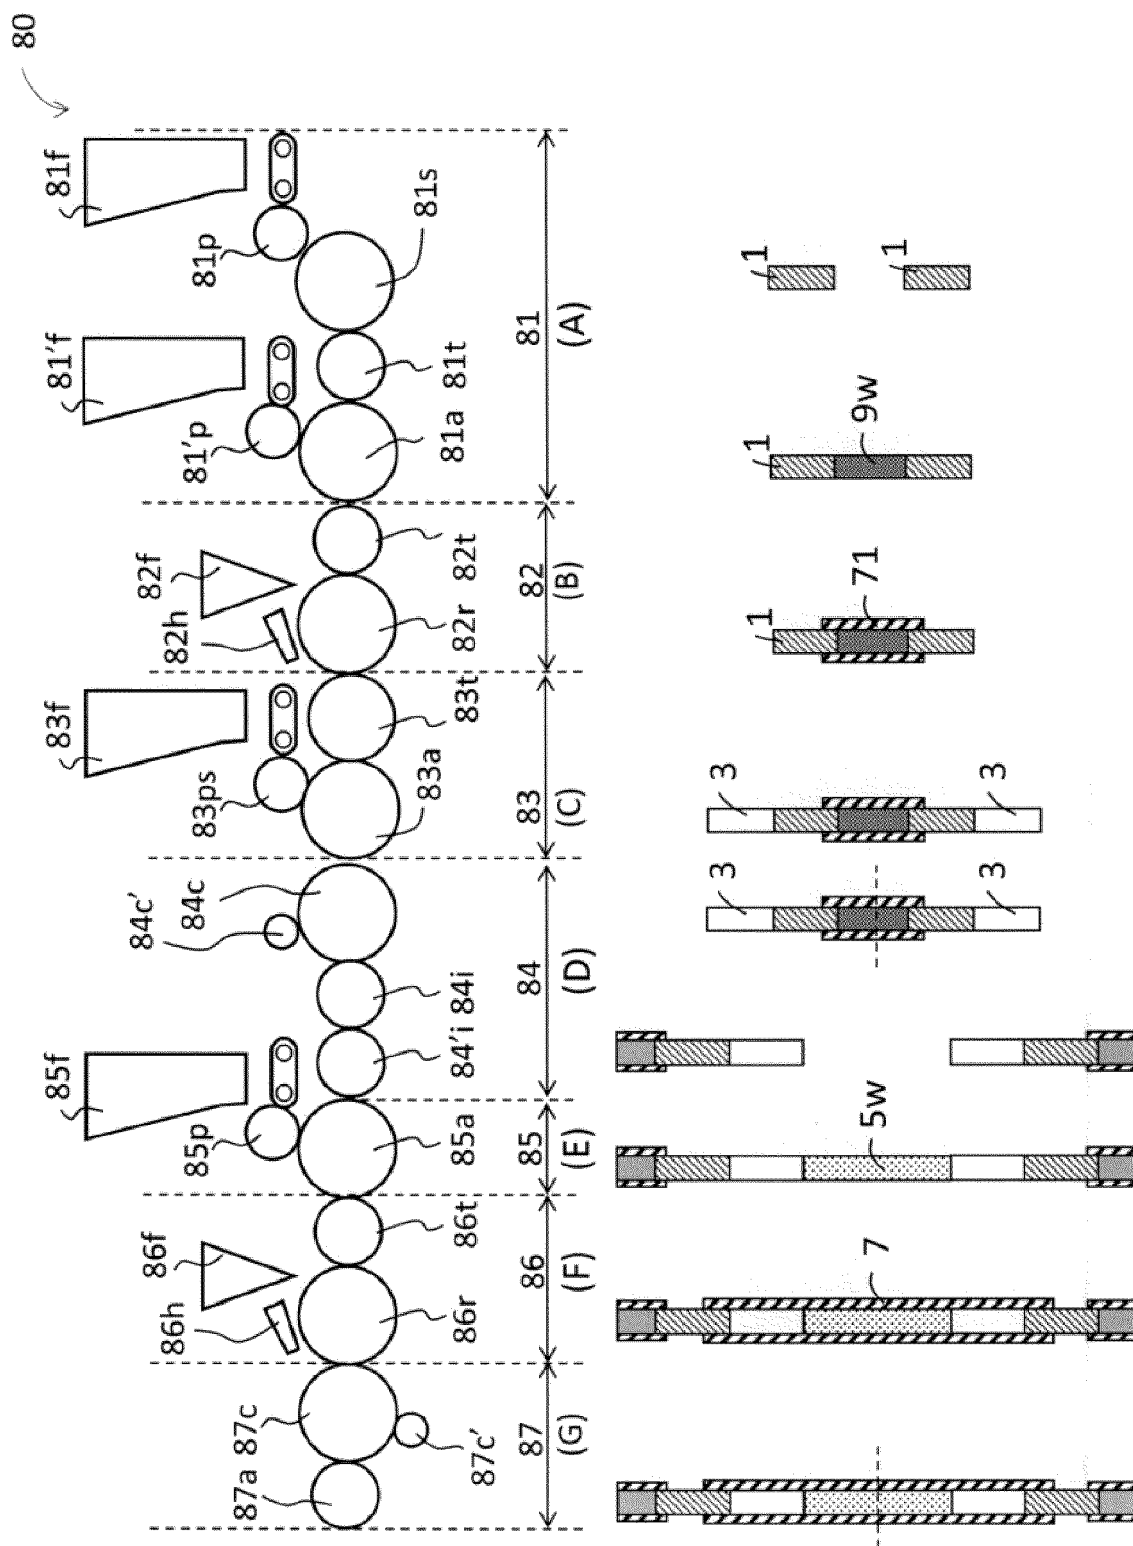 80
85f
83f
81'f
81f
86f
84c'
82f
87a
87c
86h
85p
84c
83ps
82h
81'p
81p
87c'
86r
86t
85a
84'i
84i
83a
83t
82r
82t
81a
81t
81s
87
86
85
84
83
82
81
(G)
(F)
(E)
(D)
(C)
(B)
(A)
3
3
1
1
1
1
7
5w
71
9w
3
3